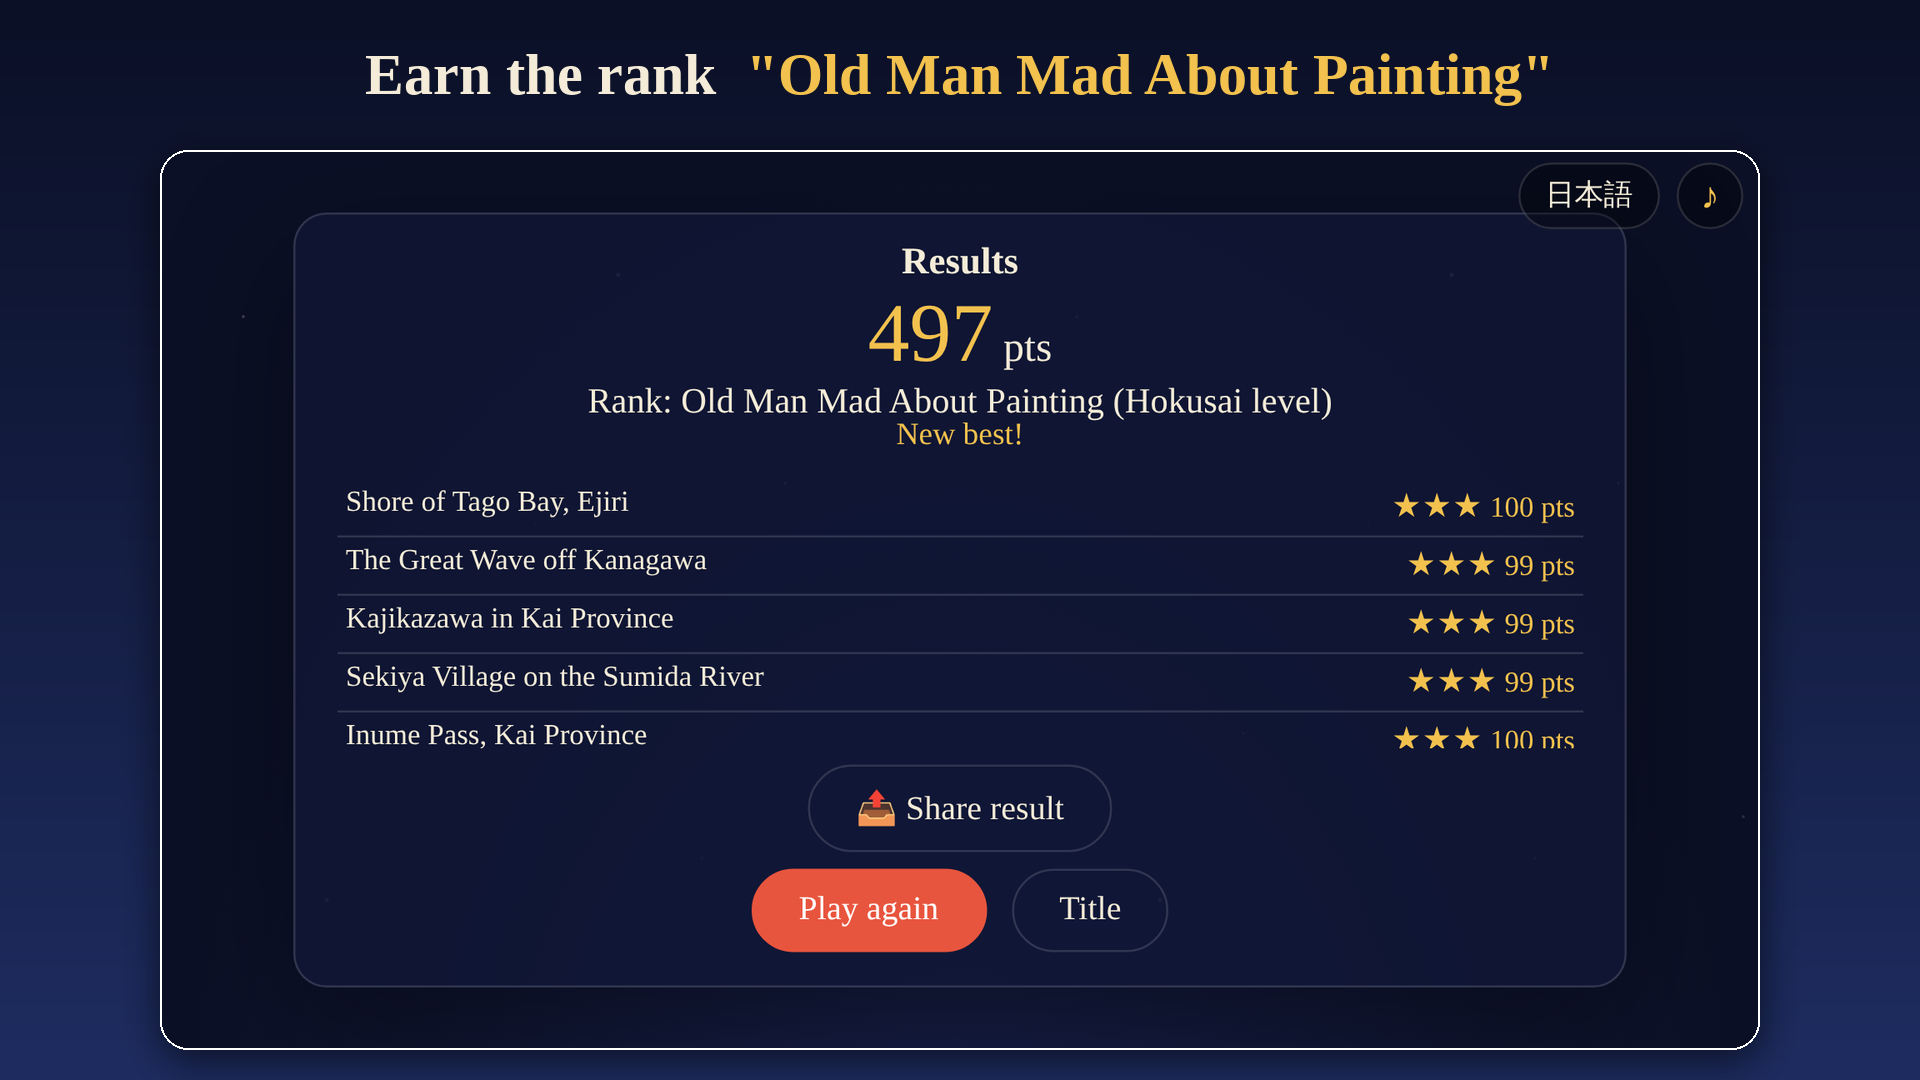 Earn the rank "Old Man Mad About Painting"
日本語 ♪
Results
497 pts
Rank: Old Man Mad About Painting (Hokusai level)
New best!
Shore of Tago Bay, Ejiri ★★★ 100 pts
The Great Wave off Kanagawa ★★★ 99 pts
Kajikazawa in Kai Province ★★★ 99 pts
Sekiya Village on the Sumida River ★★★ 99 pts
Inume Pass, Kai Province ★★★ 100 pts
Share result
Play again Title